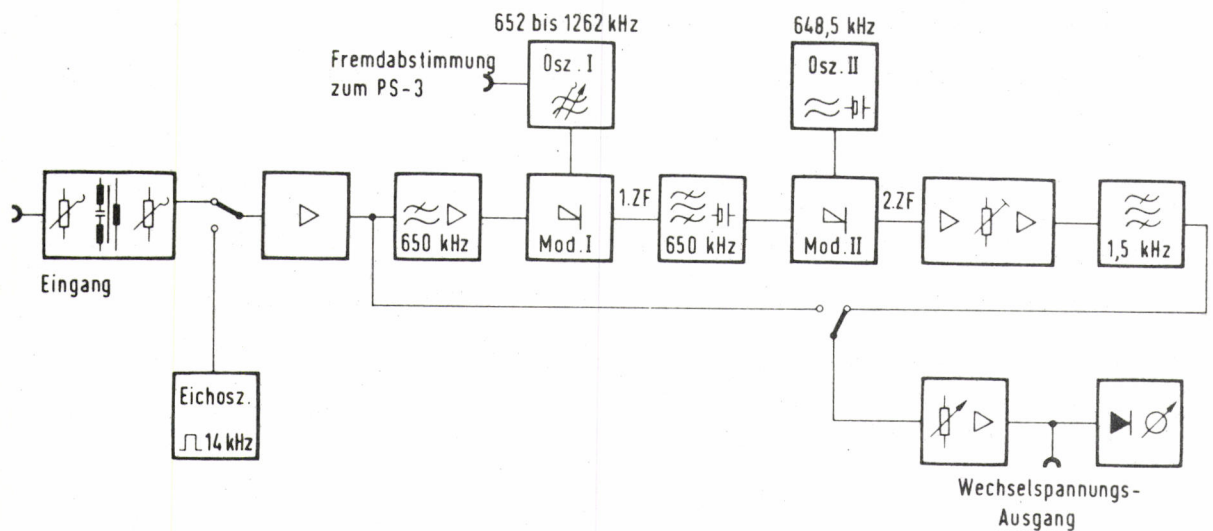 652 bis 1262 kHz
648,5 kHz
Fremdabstimmung
zum PS-3
Osz. I
Osz. II
1.ZF
2.ZF
650 kHz
Mod. I
650 kHz
Mod. II
1,5 kHz
Eingang
Eichosz.
14 kHz
Wechselspannungs-
Ausgang